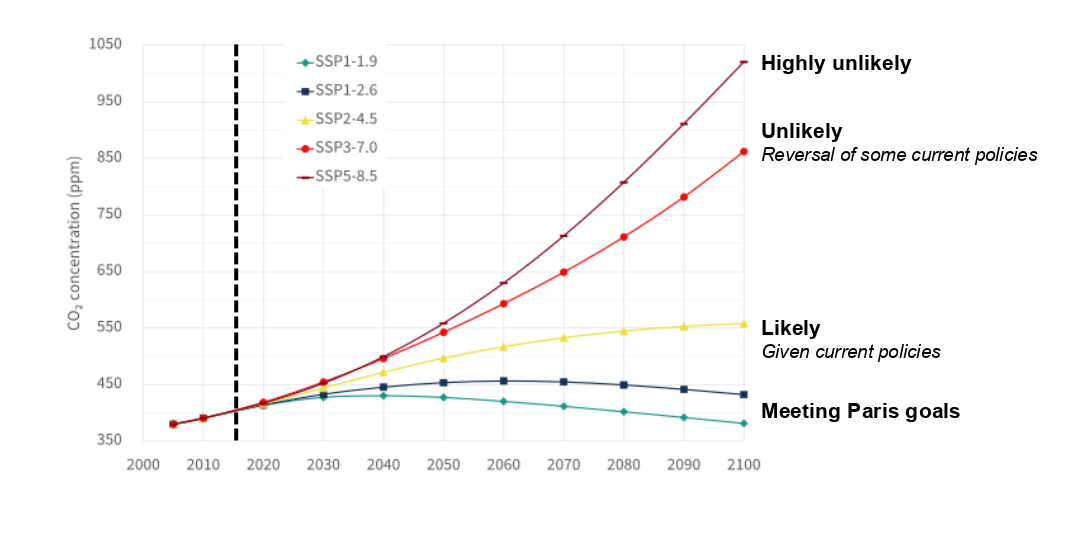 1050
950
850
750
650
550
450
350
CO₂ concentration (ppm)
SSP1-1.9
SSP1-2.6
SSP2-4.5
SSP3-7.0
SSP5-8.5
Highly unlikely
Unlikely
Reversal of some current policies
Likely
Given current policies
Meeting Paris goals
2000 2010 2020 2030 2040 2050 2060 2070 2080 2090 2100